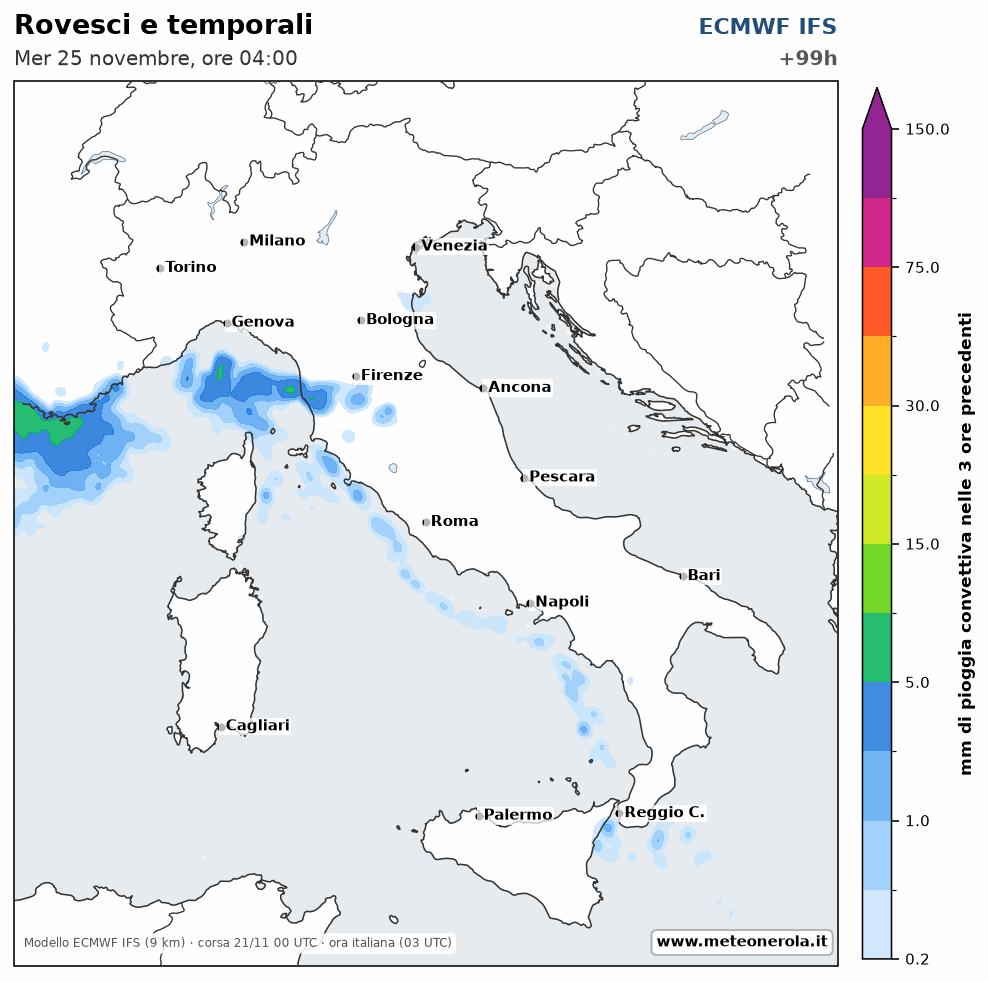 Rovesci e temporali
ECMWF IFS
Mer 25 novembre, ore 04:00
+99h
Milano
Venezia
Torino
Genova
Bologna
Firenze
Ancona
Pescara
Roma
Bari
Napoli
Cagliari
Palermo
Reggio C.
150.0
75.0
30.0
15.0
5.0
1.0
0.2
mm di pioggia convettiva nelle 3 ore precedenti
Modello ECMWF IFS (9 km) · corsa 21/11 00 UTC · ora italiana (03 UTC)
www.meteonerola.it